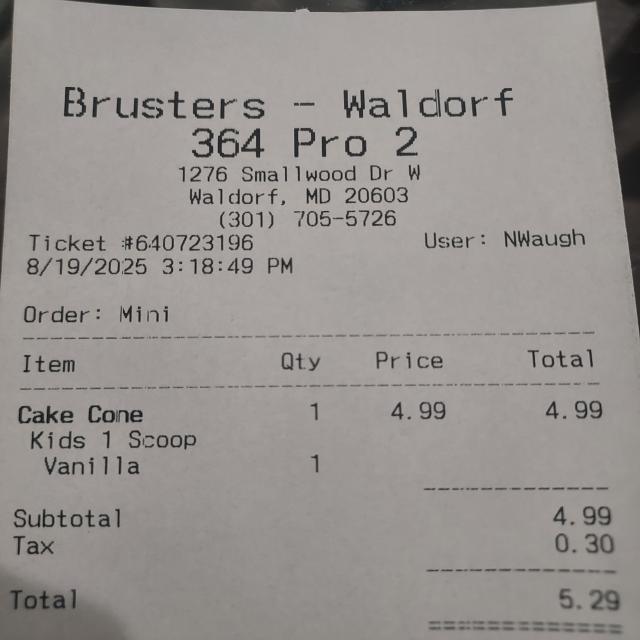 Brusters - Waldorf
364 Pro 2
1276 Smallwood Dr W
Waldorf, MD 20603
(301) 705-5726
Ticket #640723196 User: NWaugh
8/19/2025 3:18:49 PM
Order: Mini
Item Qty Price Total
Cake Cone 1 4.99 4.99
Kids 1 Scoop
Vanilla 1
Subtotal 4.99
Tax 0.30
Total 5.29